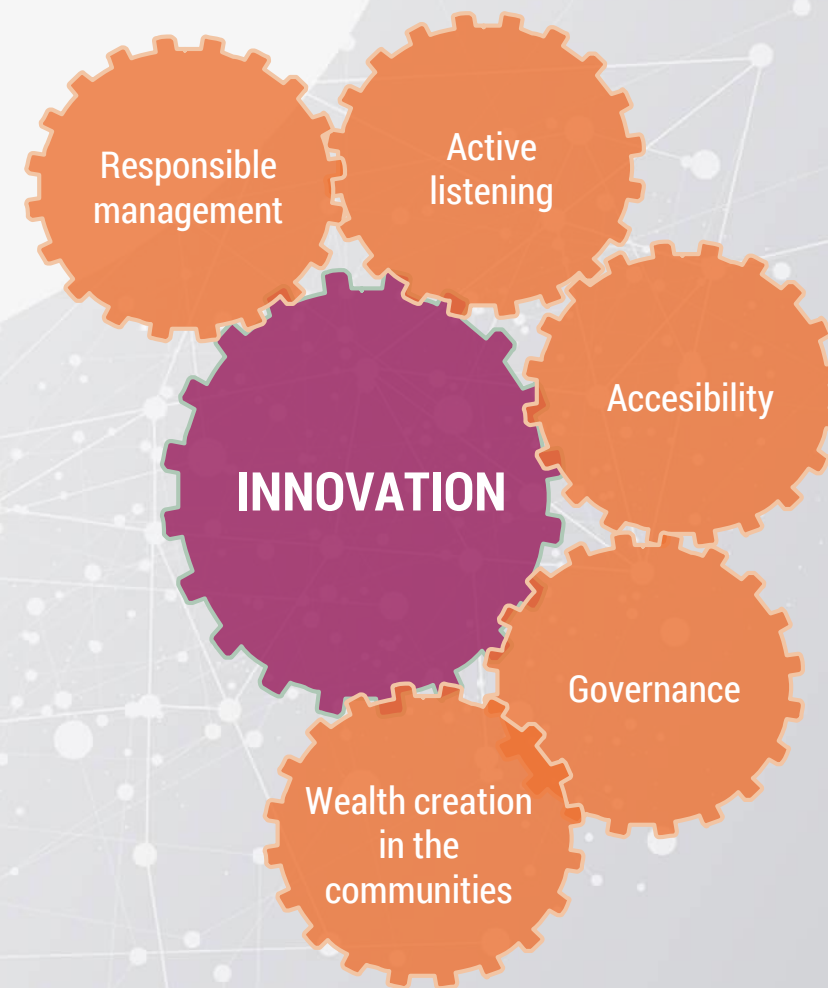 Responsible
management
Active
listening
Accesibility
INNOVATION
Governance
Wealth creation
in the
communities